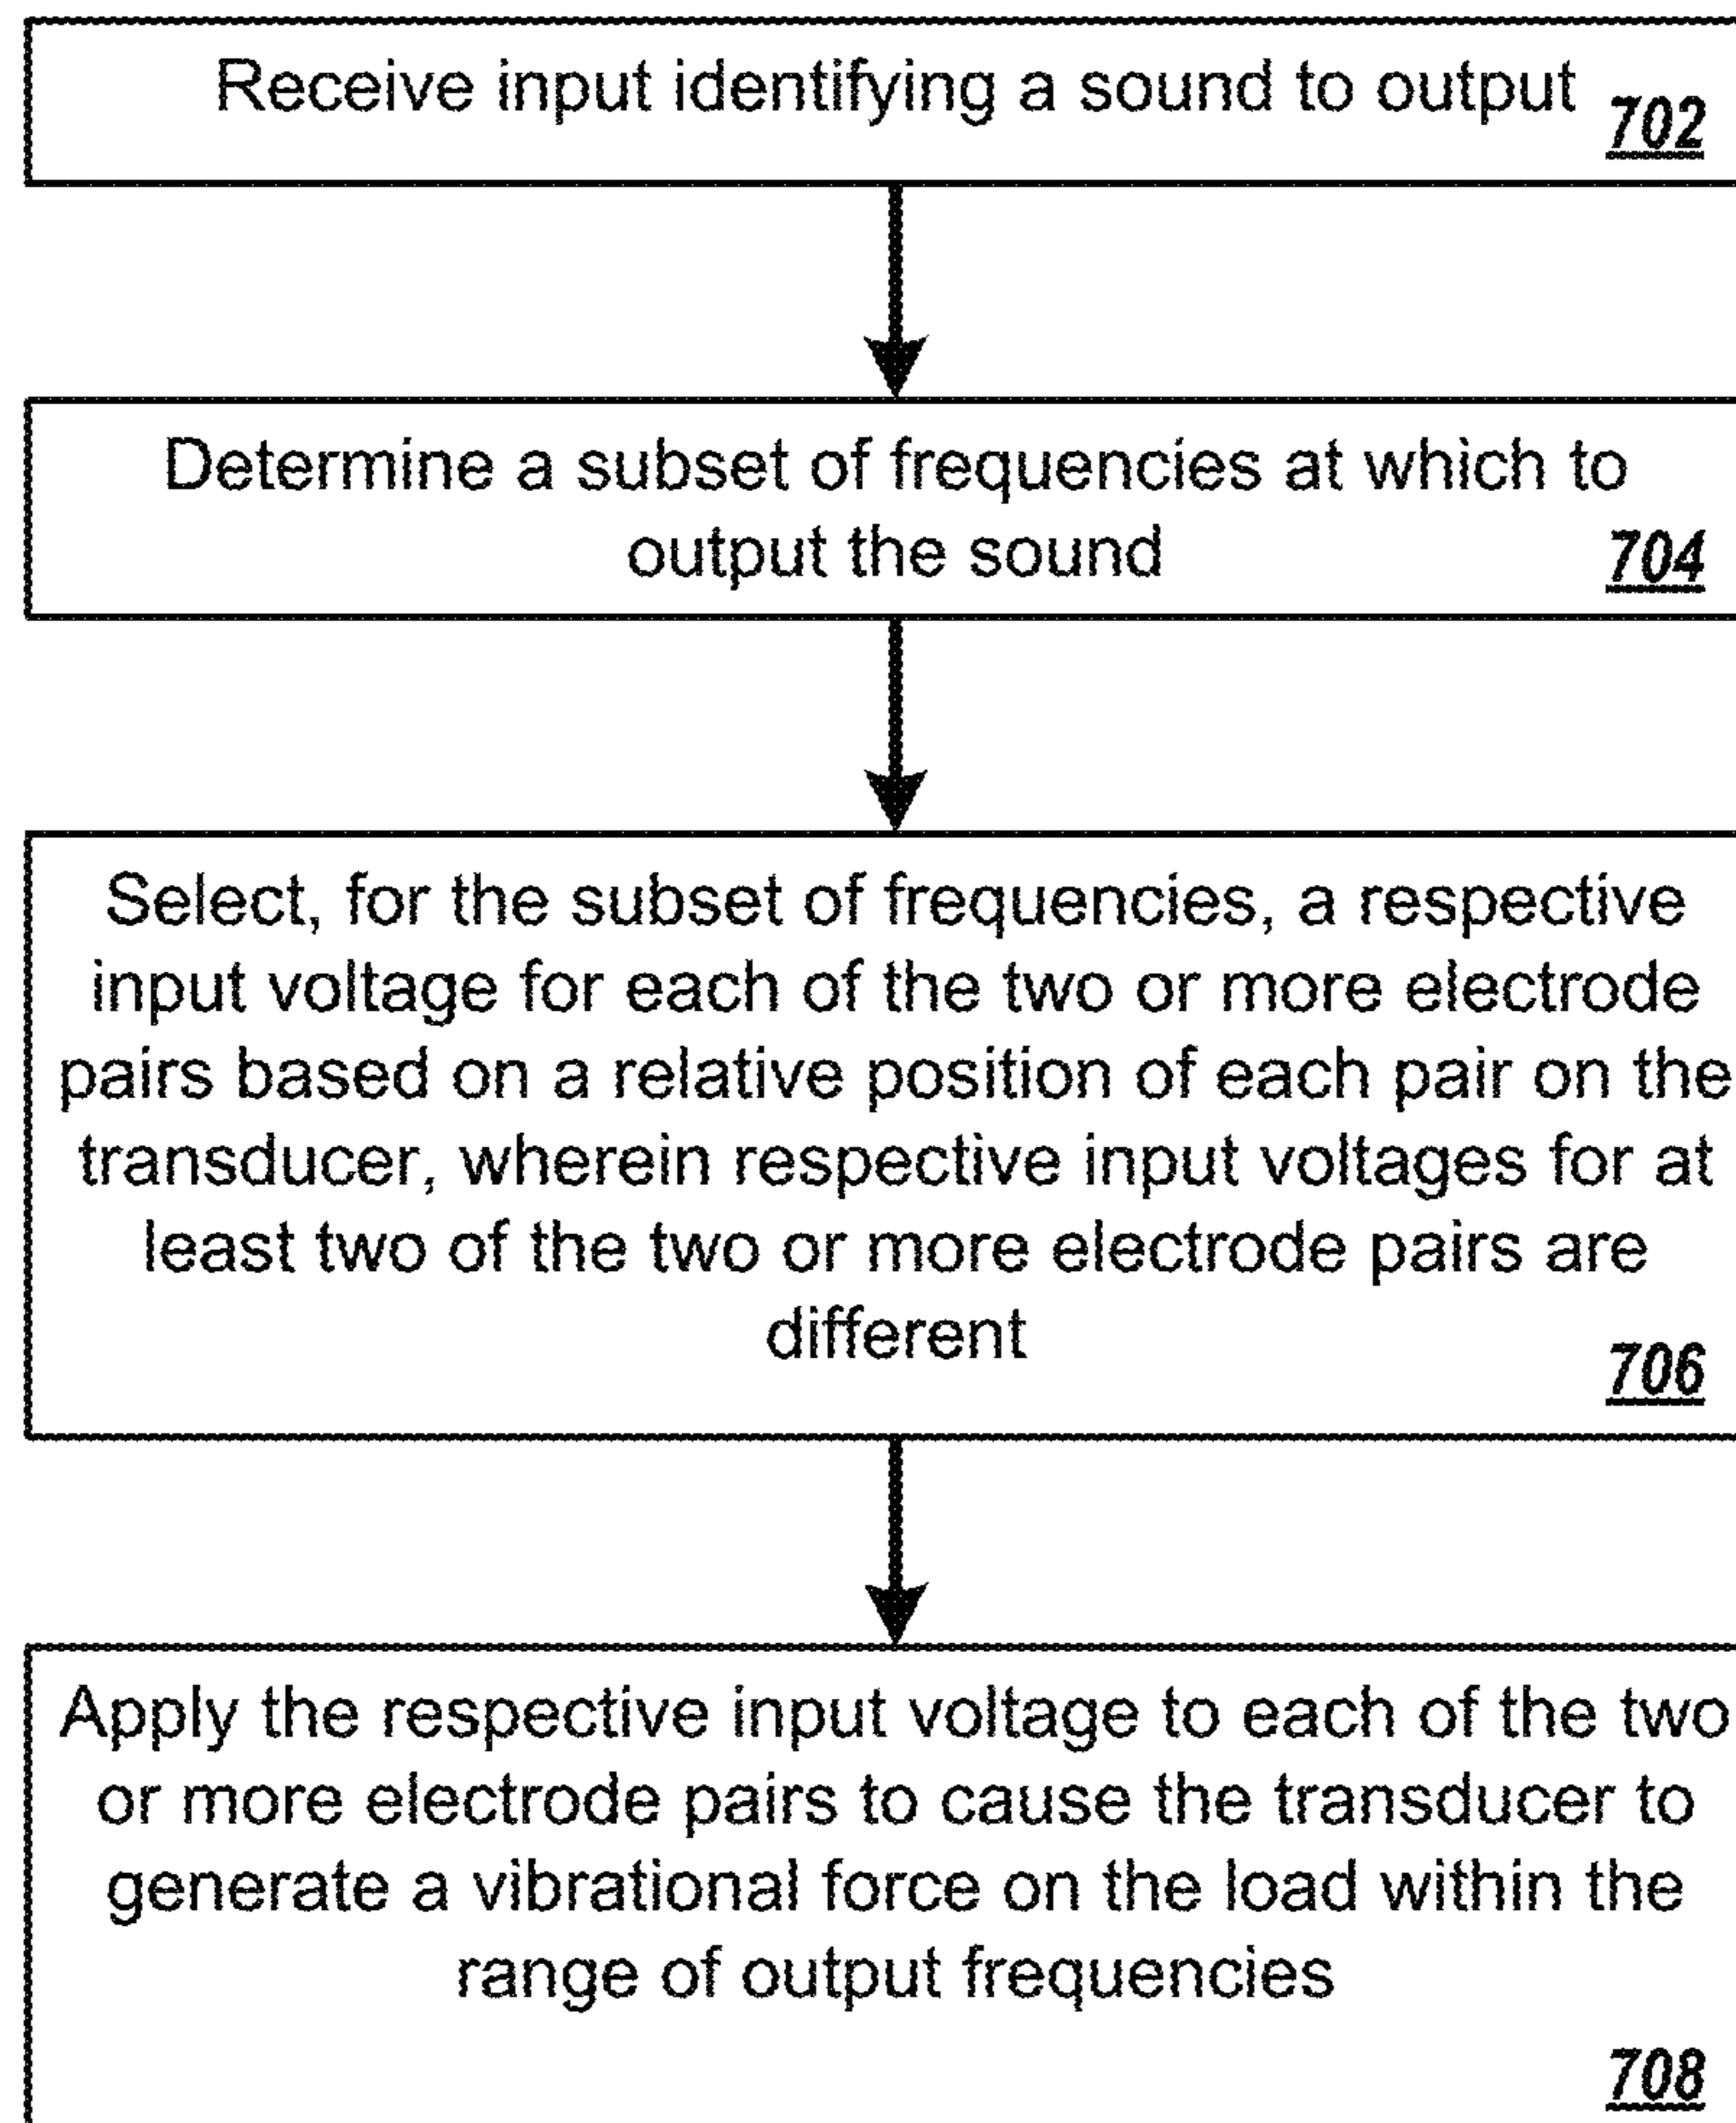 Receive input identifying a sound to output
702
Determine a subset of frequencies at which to
output the sound
704
Select, for the subset of frequencies, a respective
input voltage for each of the two or more electrode
pairs based on a relative position of each pair on the
transducer, wherein respective input voltages for at
least two of the two or more electrode pairs are
different
706
Apply the respective input voltage to each of the two
or more electrode pairs to cause the transducer to
generate a vibrational force on the load within the
range of output frequencies
708